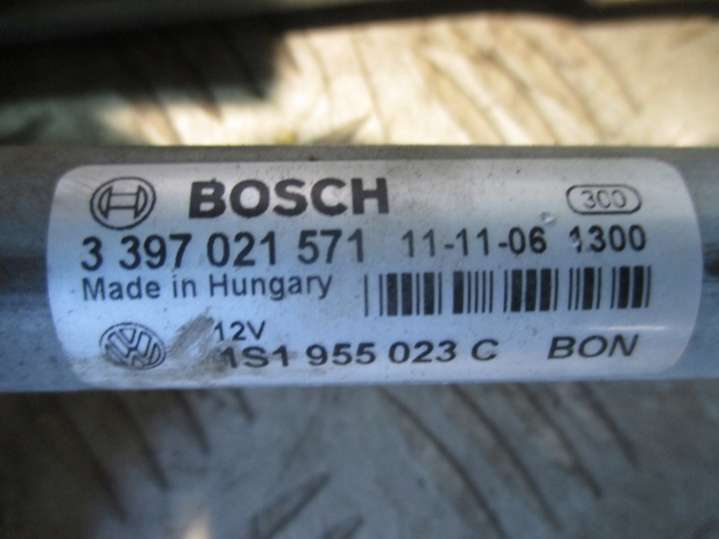 BOSCH 300
3 397 021 571 11-11-06 1300
Made in Hungary
12V
1S1 955 023 C BON